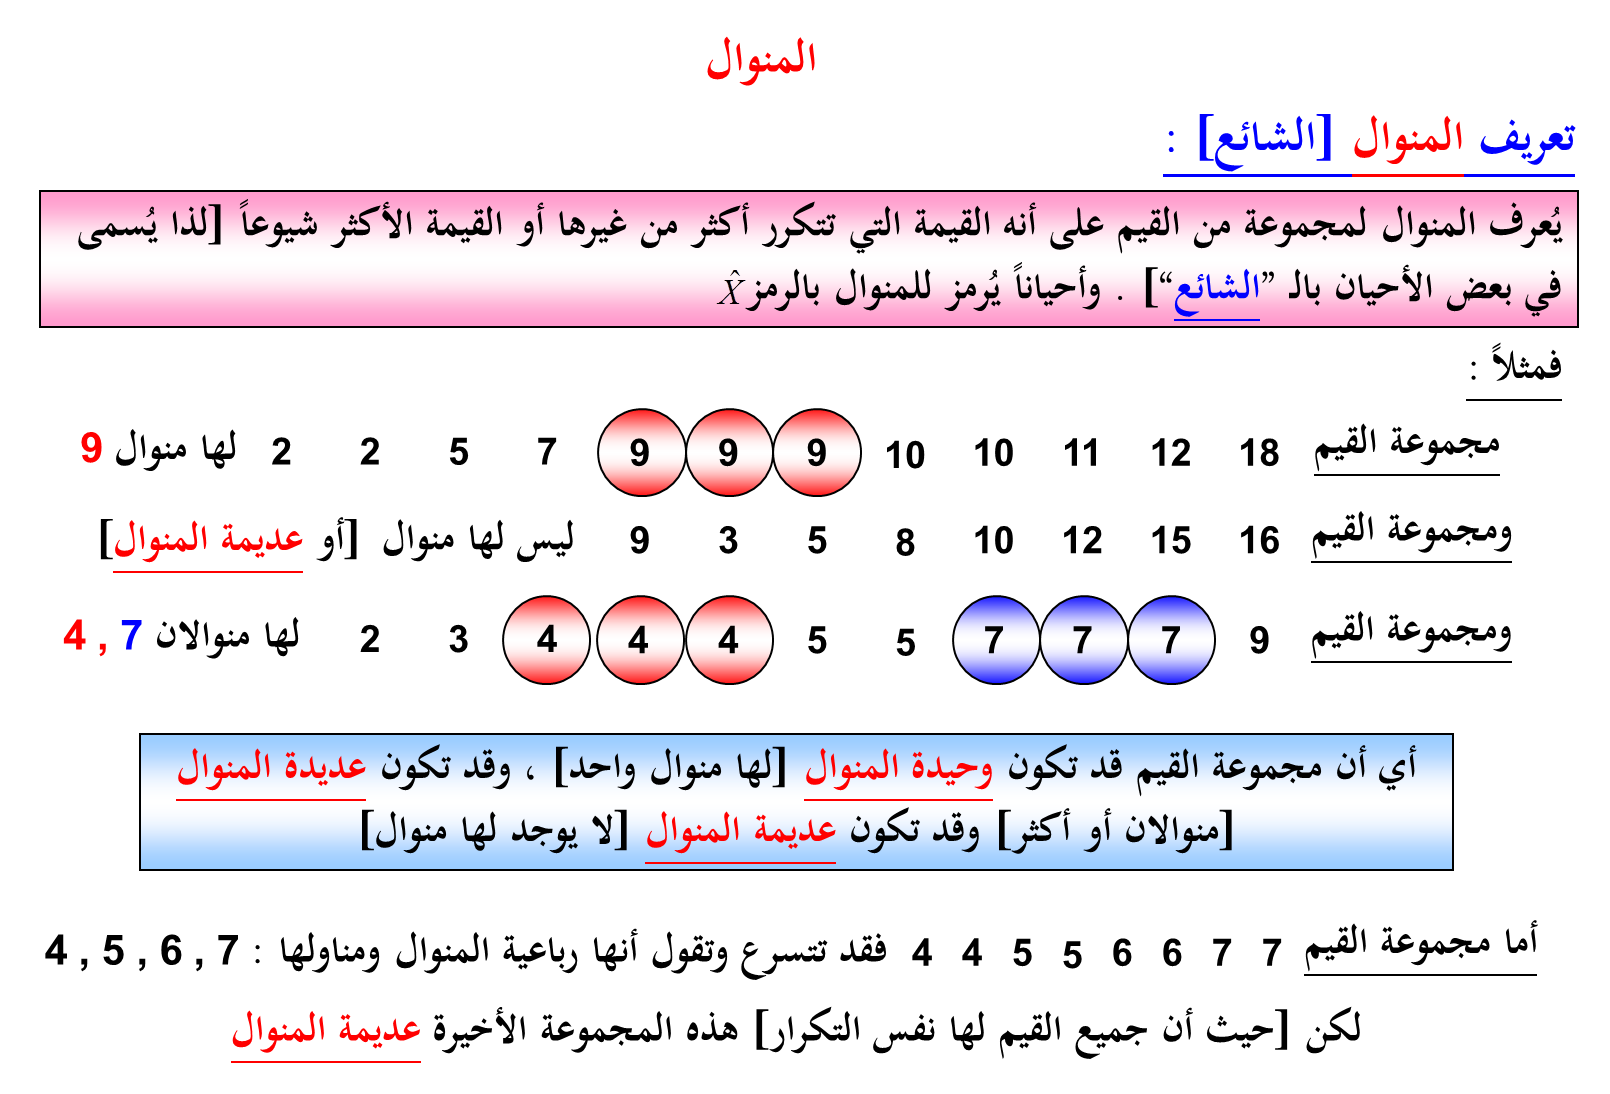 المنوال
تعريف المنوال [الشائع] :
يُعرف المنوال لمجموعة من القيم على أنه القيمة التي تتكرر أكثر من غيرها أو القيمة الأكثر شيوعاً [لذا يُسمى
في بعض الأحيان بالـ ”الشائع“] . وأحياناً يُرمز للمنوال بالرمز X̂
فمثلاً :
مجموعة القيم 18 12 11 10 10 9 9 9 7 5 2 2 لها منوال 9
ومجموعة القيم 16 15 12 10 8 5 3 9 ليس لها منوال [أو عديمة المنوال]
ومجموعة القيم 9 7 7 7 5 5 4 4 4 3 2 لها منوالان 7 , 4
أي أن مجموعة القيم قد تكون وحيدة المنوال [لها منوال واحد] ، وقد تكون عديدة المنوال
[منوالان أو أكثر] وقد تكون عديمة المنوال [لا يوجد لها منوال]
أما مجموعة القيم 7 7 6 6 5 5 4 4 فقد تتسرع وتقول أنها رباعية المنوال ومناولها : 7 , 6 , 5 , 4
لكن [حيث أن جميع القيم لها نفس التكرار] هذه المجموعة الأخيرة عديمة المنوال